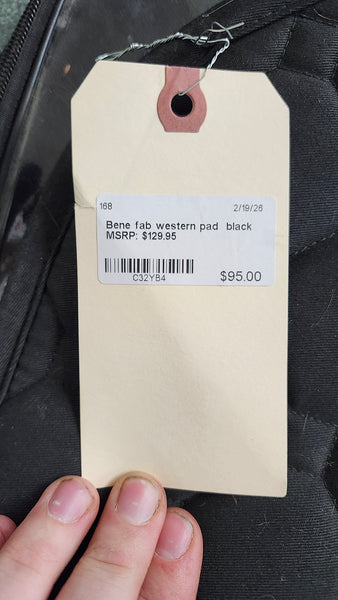 168 2/19/26
Bene fab western pad black
MSRP: $129.95
C32YB4 $95.00